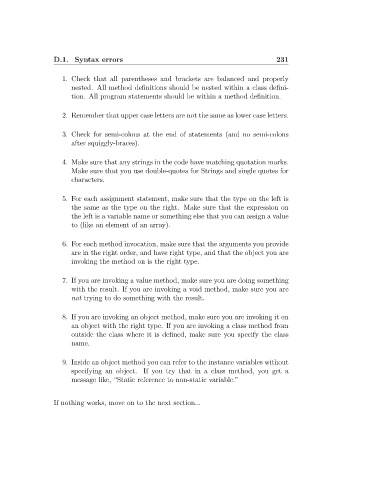 D.1. Syntax errors 231
1. Check that all parentheses and brackets are balanced and properly
nested. All method definitions should be nested within a class defini-
tion. All program statements should be within a method definition.
2. Remember that upper case letters are not the same as lower case letters.
3. Check for semi-colons at the end of statements (and no semi-colons
after squiggly-braces).
4. Make sure that any strings in the code have matching quotation marks.
Make sure that you use double-quotes for Strings and single quotes for
characters.
5. For each assignment statement, make sure that the type on the left is
the same as the type on the right. Make sure that the expression on
the left is a variable name or something else that you can assign a value
to (like an element of an array).
6. For each method invocation, make sure that the arguments you provide
are in the right order, and have right type, and that the object you are
invoking the method on is the right type.
7. If you are invoking a value method, make sure you are doing something
with the result. If you are invoking a void method, make sure you are
not trying to do something with the result.
8. If you are invoking an object method, make sure you are invoking it on
an object with the right type. If you are invoking a class method from
outside the class where it is defined, make sure you specify the class
name.
9. Inside an object method you can refer to the instance variables without
specifying an object. If you try that in a class method, you get a
message like, “Static reference to non-static variable.”
If nothing works, move on to the next section...